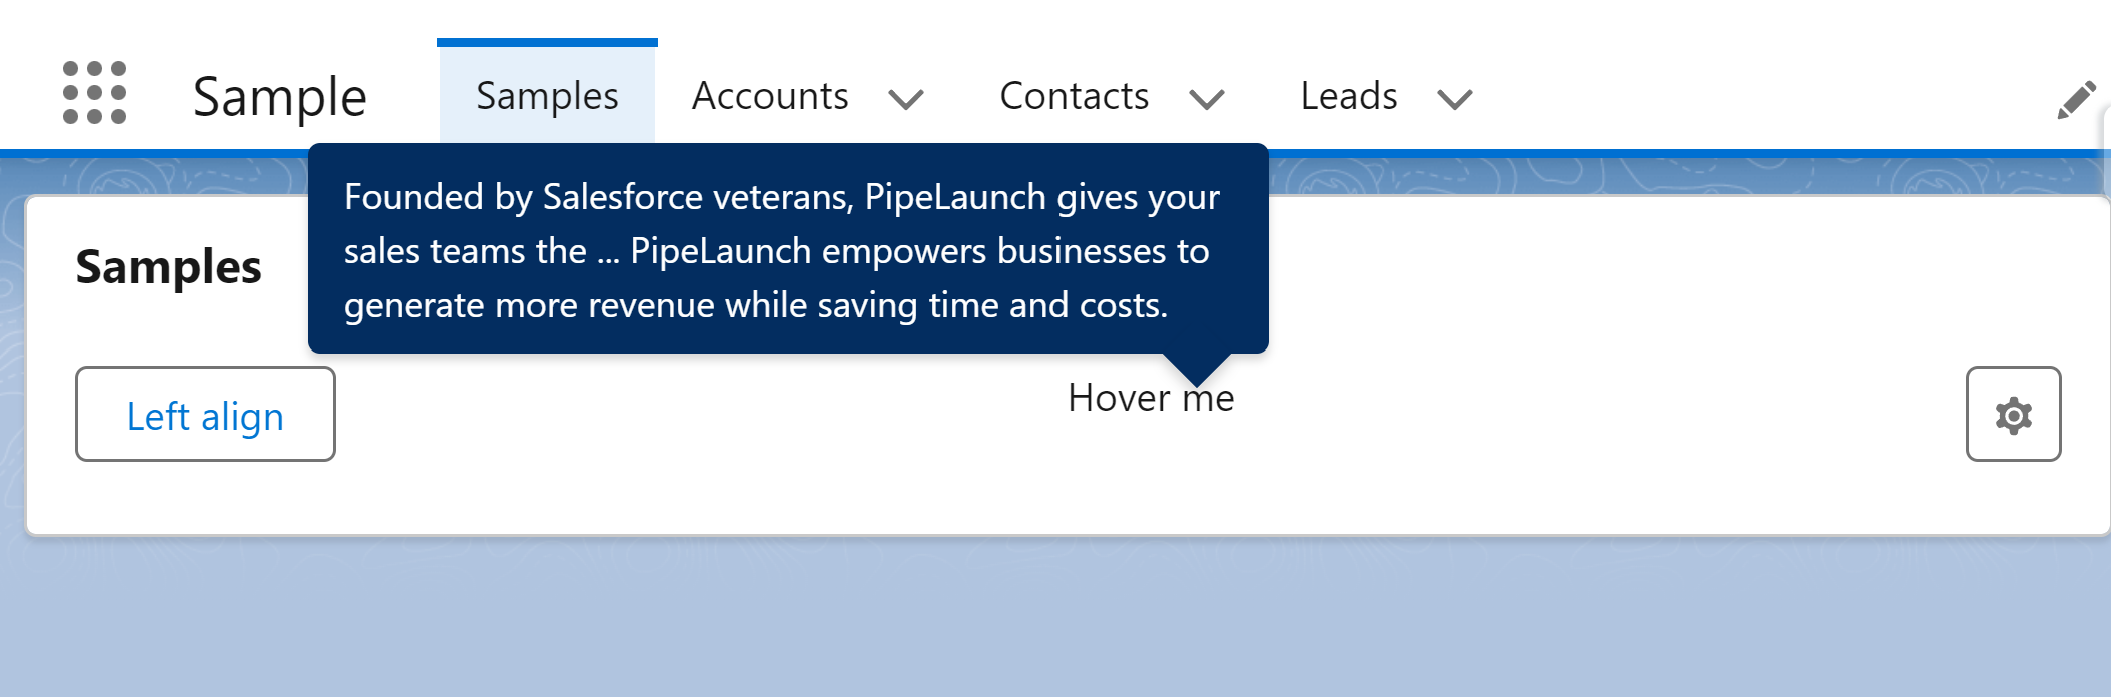 Sample
Samples
Accounts
Contacts
Leads
Founded by Salesforce veterans, PipeLaunch gives your
sales teams the ... PipeLaunch empowers businesses to
generate more revenue while saving time and costs.
Samples
Left align
Hover me